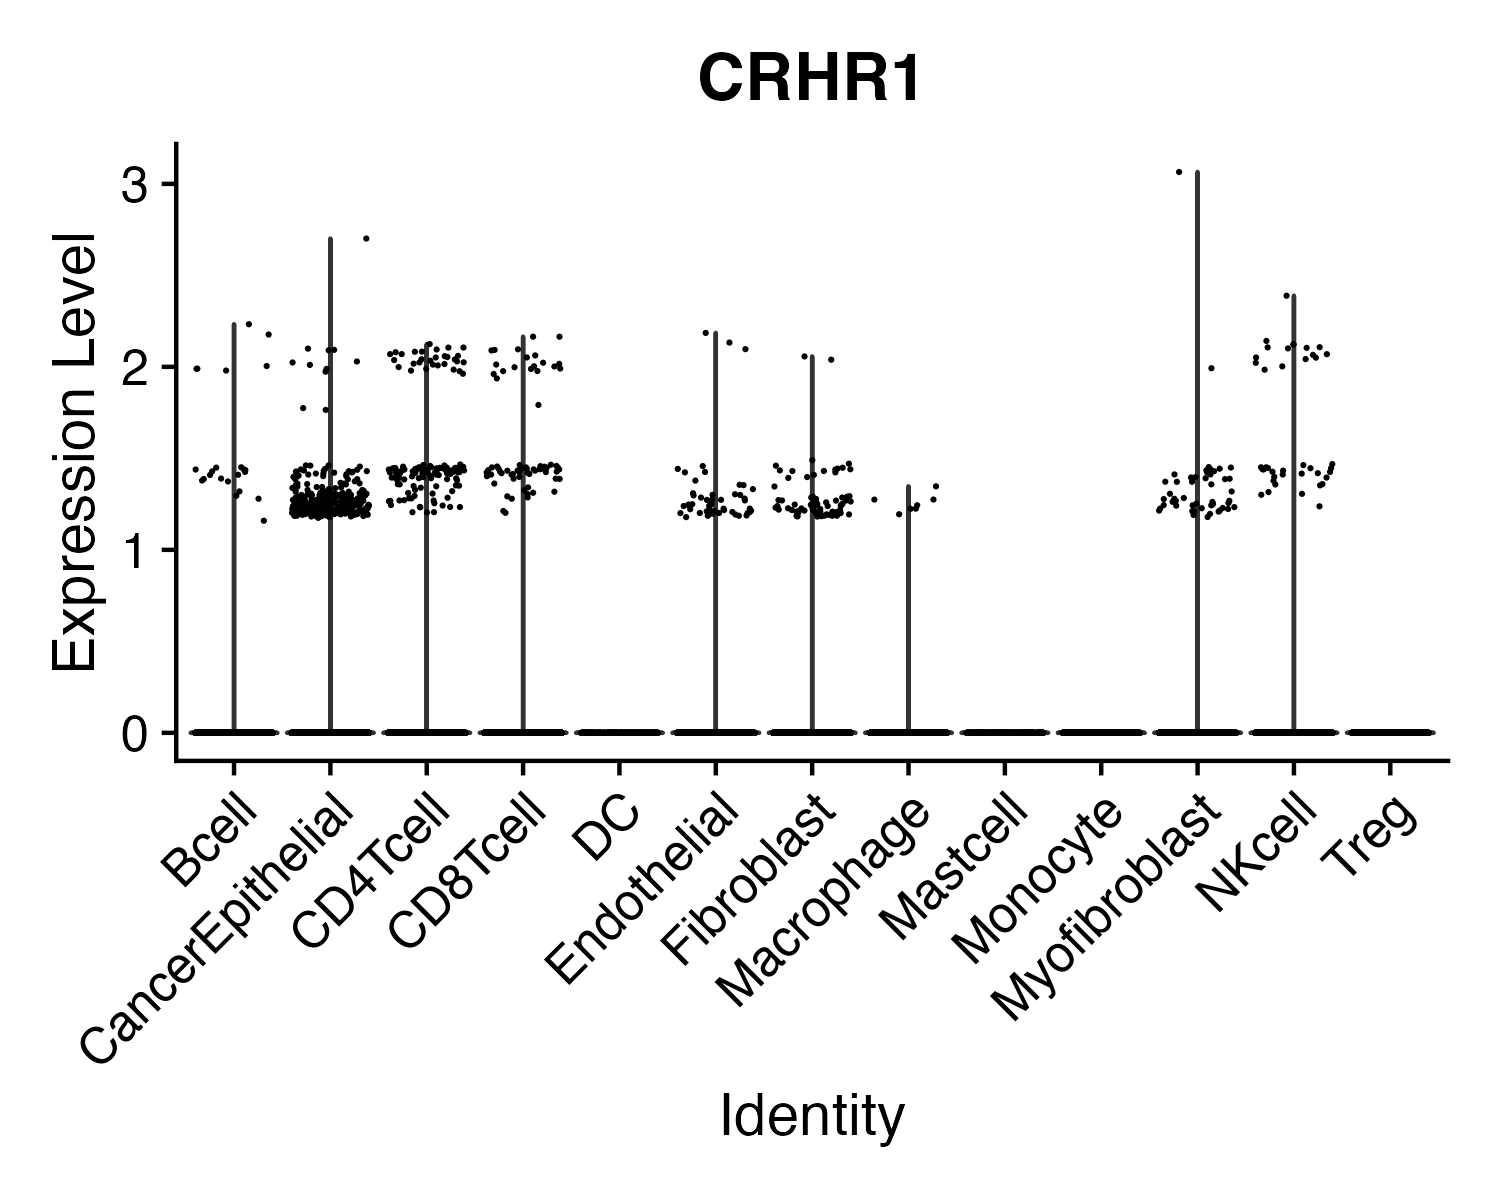 CRHR1
Expression Level
3
2
1
0
Bcell
CancerEpithelial
CD4Tcell
CD8Tcell
DC
Endothelial
Fibroblast
Macrophage
Mastcell
Monocyte
Myofibroblast
NKcell
Treg
Identity